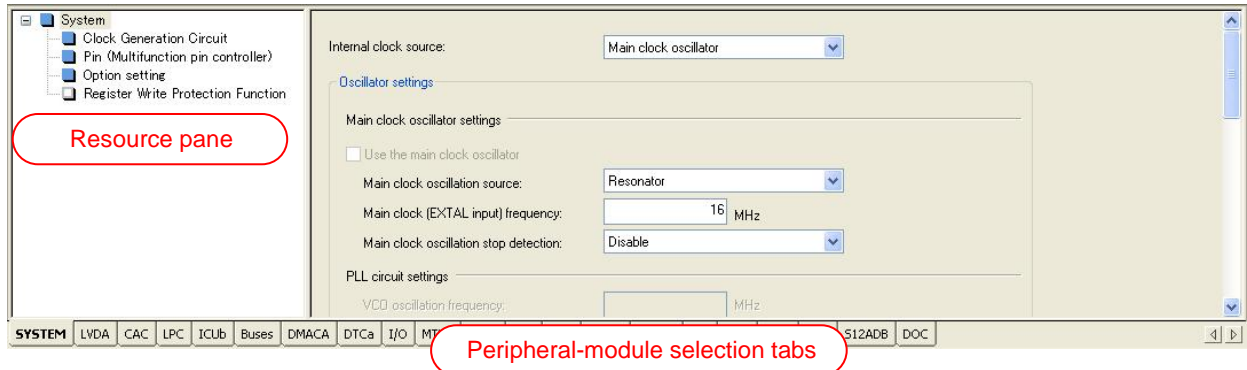 System
Clock Generation Circuit
Pin (Multifunction pin controller)
Option setting
Register Write Protection Function
Resource pane
Internal clock source: Main clock oscillator
Oscillator settings
Main clock oscillator settings
Use the main clock oscillator
Main clock oscillation source: Resonator
Main clock (EXTAL input) frequency: 16 MHz
Main clock oscillation stop detection: Disable
PLL circuit settings
VCO oscillation frequency: MHz
SYSTEM LVDA CAC LPC ICUb Buses DMACA DTCa I/O S12ADB DOC
Peripheral-module selection tabs